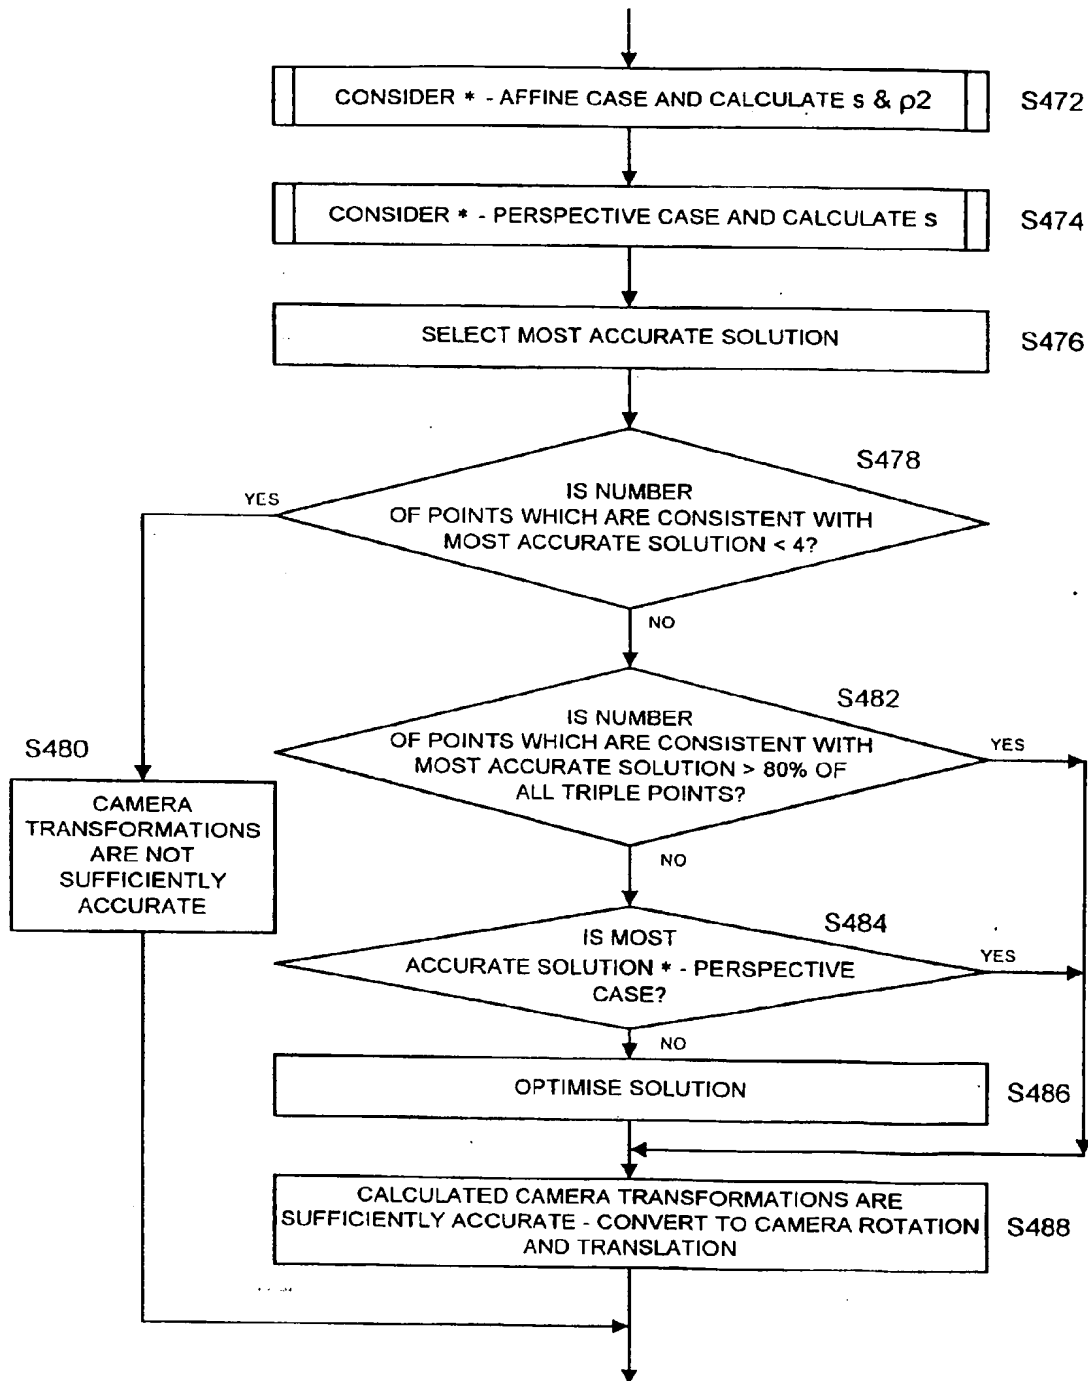 CONSIDER * - AFFINE CASE AND CALCULATE s & ρ2
S472
CONSIDER * - PERSPECTIVE CASE AND CALCULATE s
S474
SELECT MOST ACCURATE SOLUTION
S476
S478
YES
IS NUMBER
OF POINTS WHICH ARE CONSISTENT WITH
MOST ACCURATE SOLUTION < 4?
NO
S482
S480
IS NUMBER
OF POINTS WHICH ARE CONSISTENT WITH
MOST ACCURATE SOLUTION > 80% OF
ALL TRIPLE POINTS?
YES
CAMERA
TRANSFORMATIONS
ARE NOT
SUFFICIENTLY
ACCURATE
NO
S484
IS MOST
ACCURATE SOLUTION * - PERSPECTIVE
CASE?
YES
NO
OPTIMISE SOLUTION
S486
CALCULATED CAMERA TRANSFORMATIONS ARE
SUFFICIENTLY ACCURATE - CONVERT TO CAMERA ROTATION
AND TRANSLATION
S488